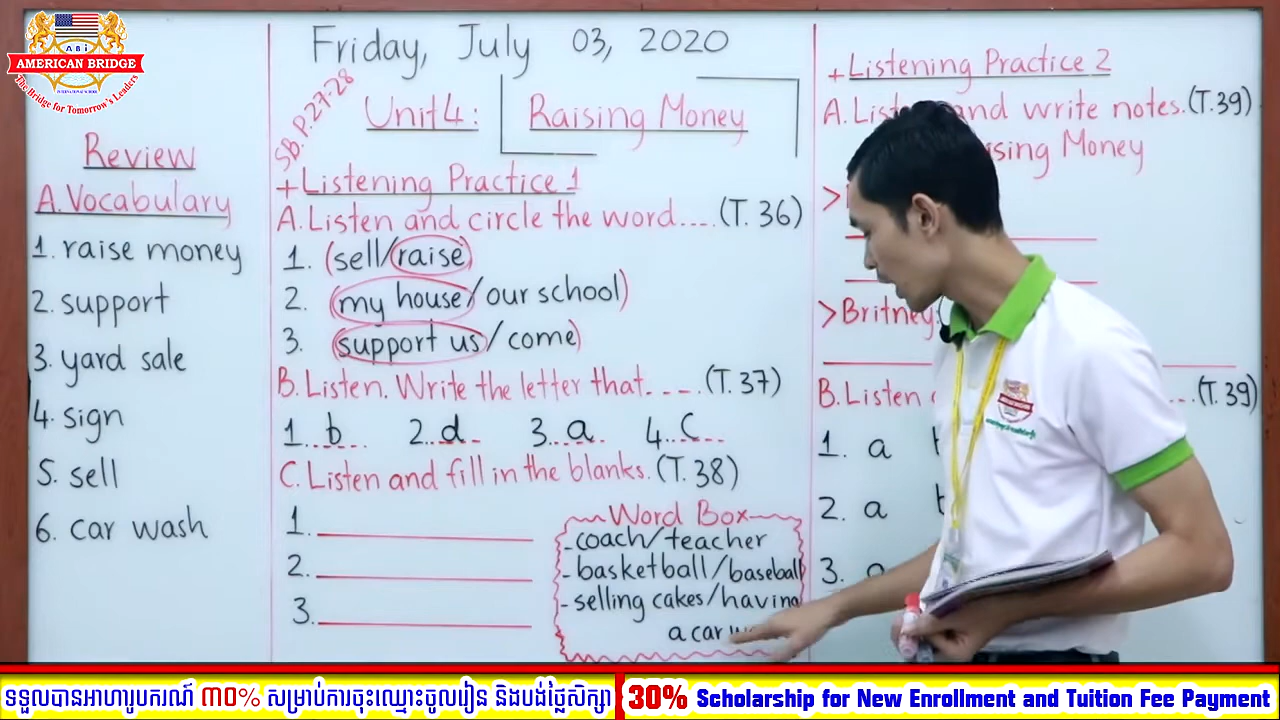 AMERICAN BRIDGE
INTERNATIONAL SCHOOL
The Bridge for Tomorrow's Leaders
Review
A. Vocabulary
1. raise money
2. support
3. yard sale
4. sign
5. sell
6. car wash
Friday, July 03, 2020
SB.P.27-28
Unit 4: Raising Money
+ Listening Practice 1
A. Listen and circle the word....(T. 36)
1. (sell/raise)
2. (my house/our school)
3. (support us/come)
B. Listen. Write the letter that....(T. 37)
1. b 2. d 3. a 4. c
C. Listen and fill in the blanks. (T. 38)
1.
2.
3.
Word Box
- coach/teacher
- basketball/baseball
- selling cakes/having
a car
+ Listening Practice 2
A. and write notes. (T. 39)
Money
>
> Britney:
B. Listen ...(T. 39)
1. a
2. a
3. a
ទទួលបានអាហារូបករណ៍ ៣០% សម្រាប់ការចុះឈ្មោះចូលរៀន និងបង់ថ្លៃសិក្សា
30% Scholarship for New Enrollment and Tuition Fee Payment